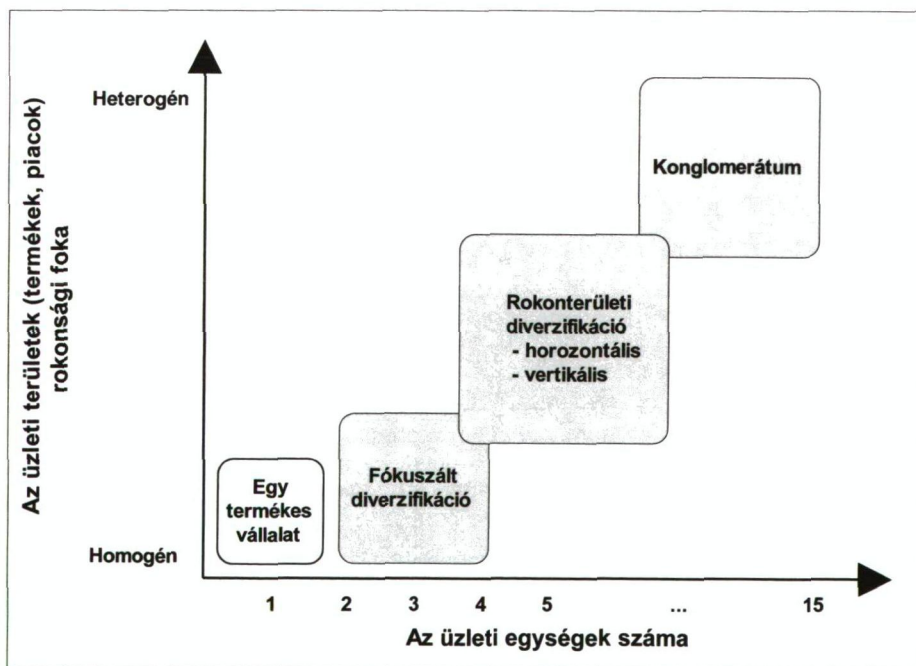 Az üzleti területek (termékek, piacok)
rokonsági foka
Heterogén
Konglomerátum
Rokonterületi
diverzifikáció
- horozontális
- vertikális
Fókuszált
diverzifikáció
Egy
termékes
vállalat
Homogén
1 2 3 4 5 ... 15
Az üzleti egységek száma